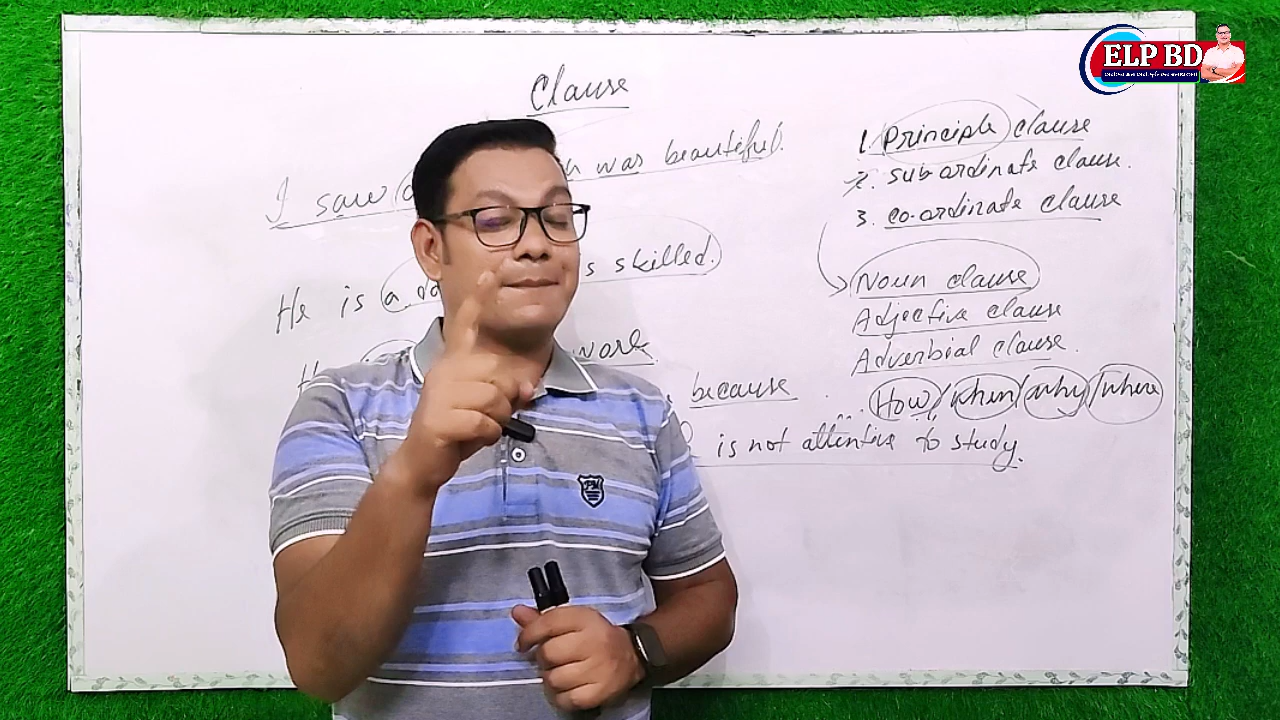 ELP BD
Clause
I saw was beautiful.
He is a is skilled.
work.
because
is not attentive to study.
1. Principle clause
2. subordinate clause.
3. co-ordinate clause
Noun clause
Adjective clause
Adverbial clause.
How/when/why/where